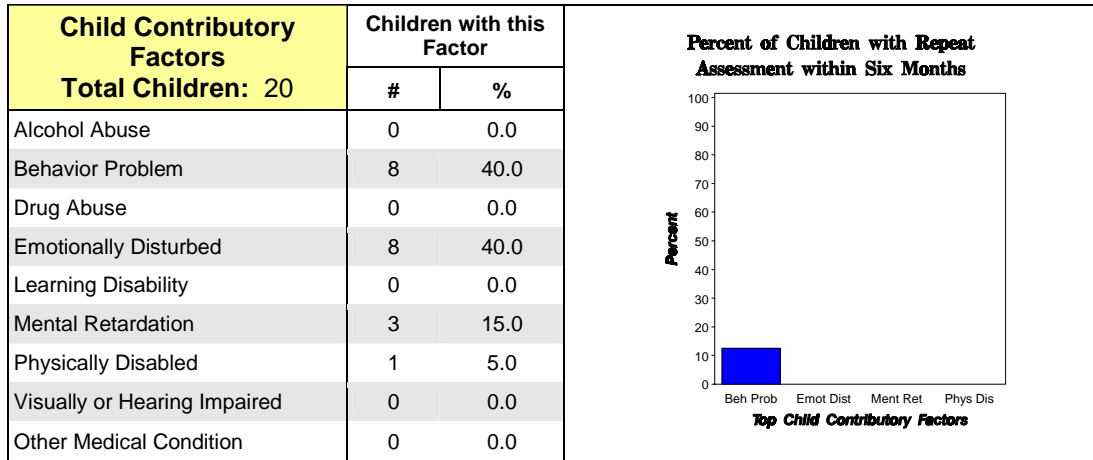 Child Contributory
Factors
Total Children: 20
Children with this
Factor
# %
Alcohol Abuse 0 0.0
Behavior Problem 8 40.0
Drug Abuse 0 0.0
Emotionally Disturbed 8 40.0
Learning Disability 0 0.0
Mental Retardation 3 15.0
Physically Disabled 1 5.0
Visually or Hearing Impaired 0 0.0
Other Medical Condition 0 0.0
Percent of Children with Repeat
Assessment within Six Months
Percent
100
90
80
70
60
50
40
30
20
10
0
Beh Prob Emot Dist Ment Ret Phys Dis
Top Child Contributory Factors